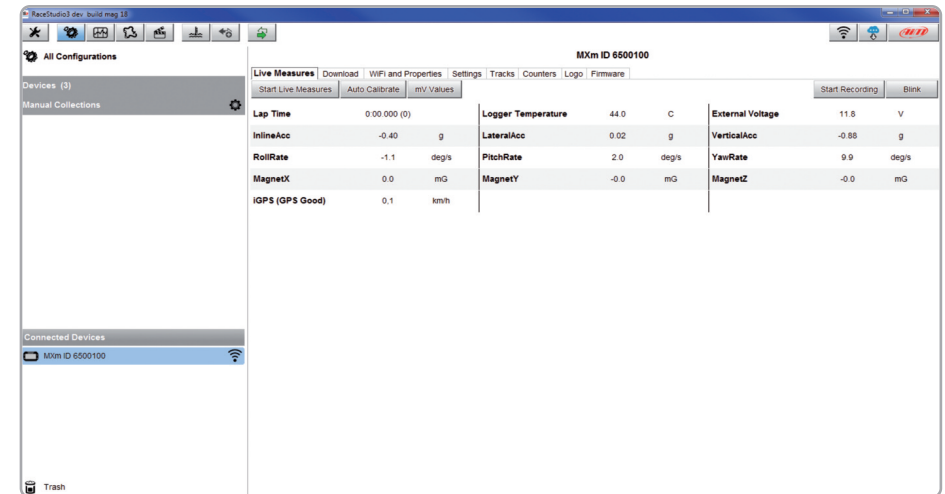 RaceStudio3 dev build mag 18
AIM
All Configurations
MXm ID 6500100
Live Measures Download WiFi and Properties Settings Tracks Counters Logo Firmware
Devices (3)
Start Live Measures Auto Calibrate mV Values Start Recording Blink
Manual Collections
Lap Time 0:00.000 (0) Logger Temperature 44.0 C External Voltage 11.8 V
InlineAcc -0.40 g LateralAcc 0.02 g VerticalAcc -0.88 g
RollRate -1.1 deg/s PitchRate 2.0 deg/s YawRate 9.9 deg/s
MagnetX 0.0 mG MagnetY -0.0 mG MagnetZ -0.0 mG
iGPS (GPS Good) 0,1 km/h
Connected Devices
MXm ID 6500100
Trash